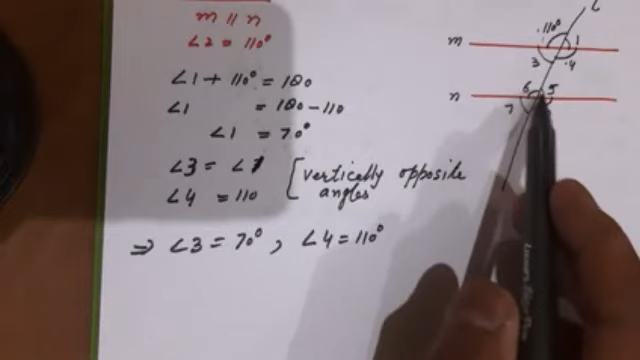 m || n
∠2 = 110°
∠1 + 110° = 180
∠1 = 180 - 110
∠1 = 70°
∠3 = ∠1
∠4 = 110
[vertically opposite
angles
⇒ ∠3 = 70°, ∠4 = 110°
l
110°
1
m
3
4
6
5
n
7